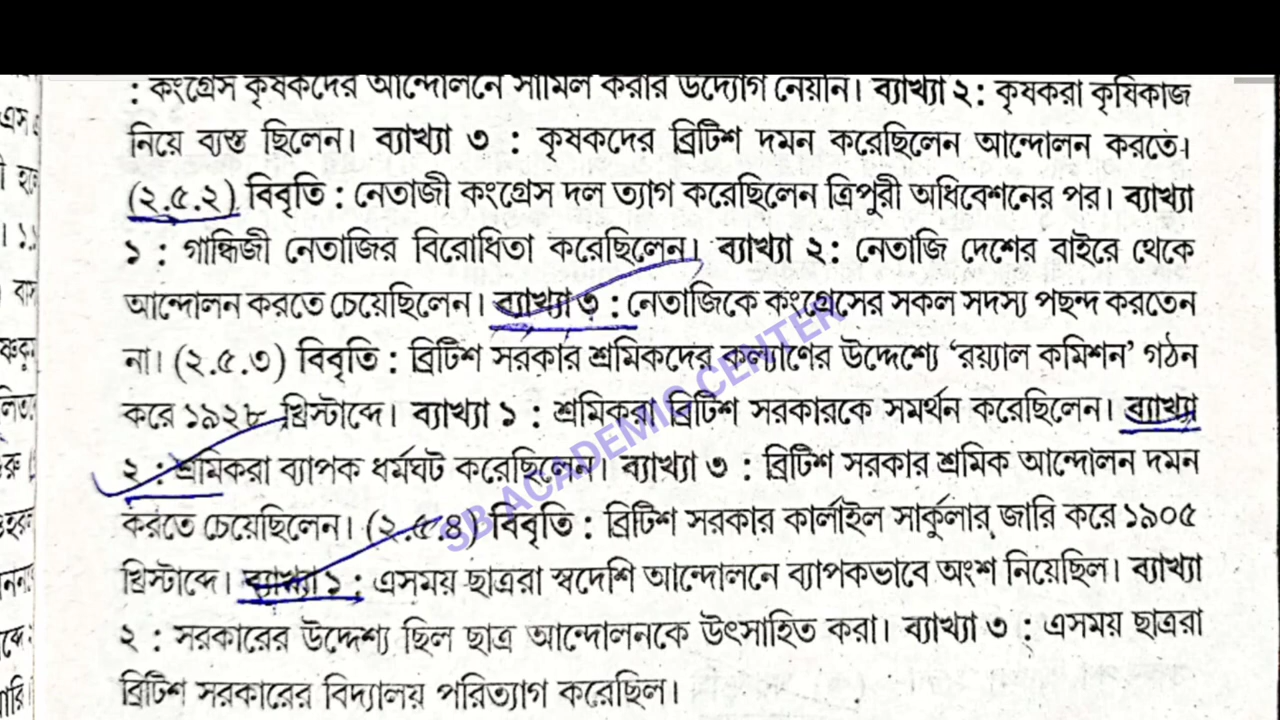 : কংগ্রেস কৃষকদের আন্দোলনে সামিল করার উদ্যোগ নেয়নি। ব্যাখ্যা ২ : কৃষকরা কৃষিকাজ
নিয়ে ব্যস্ত ছিলেন। ব্যাখ্যা ৩ : কৃষকদের ব্রিটিশ দমন করেছিলেন আন্দোলন করতে।
(২.৫.২) বিবৃতি : নেতাজী কংগ্রেস দল ত্যাগ করেছিলেন ত্রিপুরী অধিবেশনের পর। ব্যাখ্যা
১ : গান্ধিজী নেতাজির বিরোধিতা করেছিলেন। ব্যাখ্যা ২ : নেতাজি দেশের বাইরে থেকে
আন্দোলন করতে চেয়েছিলেন। ব্যাখ্যা ৩ : নেতাজিকে কংগ্রেসের সকল সদস্য পছন্দ করতেন
না। (২.৫.৩) বিবৃতি : ব্রিটিশ সরকার শ্রমিকদের কল্যাণের উদ্দেশ্যে ‘রয়্যাল কমিশন’ গঠন
করে ১৯২৮ খ্রিস্টাব্দে। ব্যাখ্যা ১ : শ্রমিকরা ব্রিটিশ সরকারকে সমর্থন করেছিলেন। ব্যাখ্যা
২ : শ্রমিকরা ব্যাপক ধর্মঘট করেছিলেন। ব্যাখ্যা ৩ : ব্রিটিশ সরকার শ্রমিক আন্দোলন দমন
করতে চেয়েছিলেন। (২.৫.৪) বিবৃতি : ব্রিটিশ সরকার কার্লাইল সার্কুলার জারি করে ১৯০৫
খ্রিস্টাব্দে। ব্যাখ্যা ১ : এসময় ছাত্ররা স্বদেশি আন্দোলনে ব্যাপকভাবে অংশ নিয়েছিল। ব্যাখ্যা
২ : সরকারের উদ্দেশ্য ছিল ছাত্র আন্দোলনকে উৎসাহিত করা। ব্যাখ্যা ৩ : এসময় ছাত্ররা
ব্রিটিশ সরকারের বিদ্যালয় পরিত্যাগ করেছিল।
SB ACADEMIC CENTER